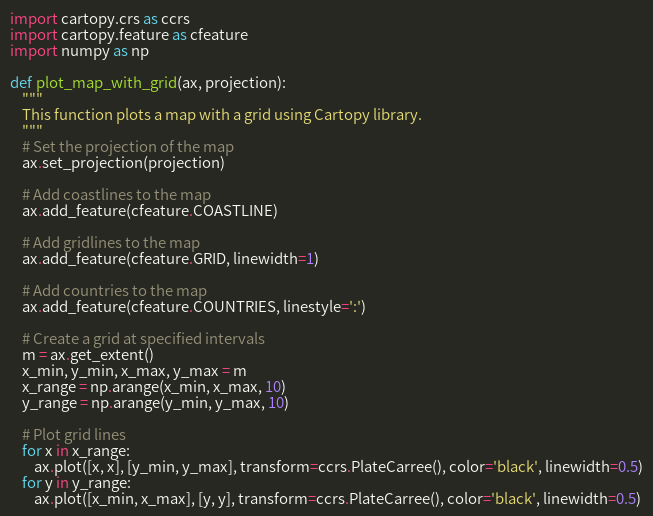 import cartopy.crs as ccrs
import cartopy.feature as cfeature
import numpy as np

def plot_map_with_grid(ax, projection):
    """
    This function plots a map with a grid using Cartopy library.
    """
    # Set the projection of the map
    ax.set_projection(projection)

    # Add coastlines to the map
    ax.add_feature(cfeature.COASTLINE)

    # Add gridlines to the map
    ax.add_feature(cfeature.GRID, linewidth=1)

    # Add countries to the map
    ax.add_feature(cfeature.COUNTRIES, linestyle=':')

    # Create a grid at specified intervals
    m = ax.get_extent()
    x_min, y_min, x_max, y_max = m
    x_range = np.arange(x_min, x_max, 10)
    y_range = np.arange(y_min, y_max, 10)

    # Plot grid lines
    for x in x_range:
        ax.plot([x, x], [y_min, y_max], transform=ccrs.PlateCarree(), color='black', linewidth=0.5)
    for y in y_range:
        ax.plot([x_min, x_max], [y, y], transform=ccrs.PlateCarree(), color='black', linewidth=0.5)